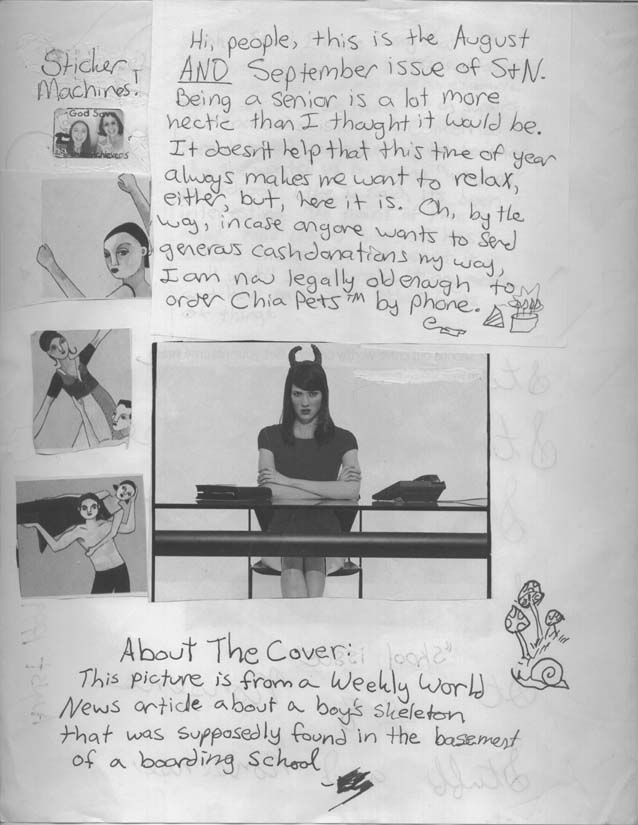 Hi, people, this is the August
AND September issue of S+N.
Being a senior is a lot more
hectic than I thought it would be.
It doesn't help that this time of year
always makes me want to relax,
either, but, here it is. Oh, by the
way, incase anyone wants to send
generous cash donations my way,
I am now legally old enough to
order Chia Pets™ by phone.
Sticker
Machines!
God Sav
About The Cover:
This picture is from a Weekly World
News article about a boy's skeleton
that was supposedly found in the basement
of a boarding school